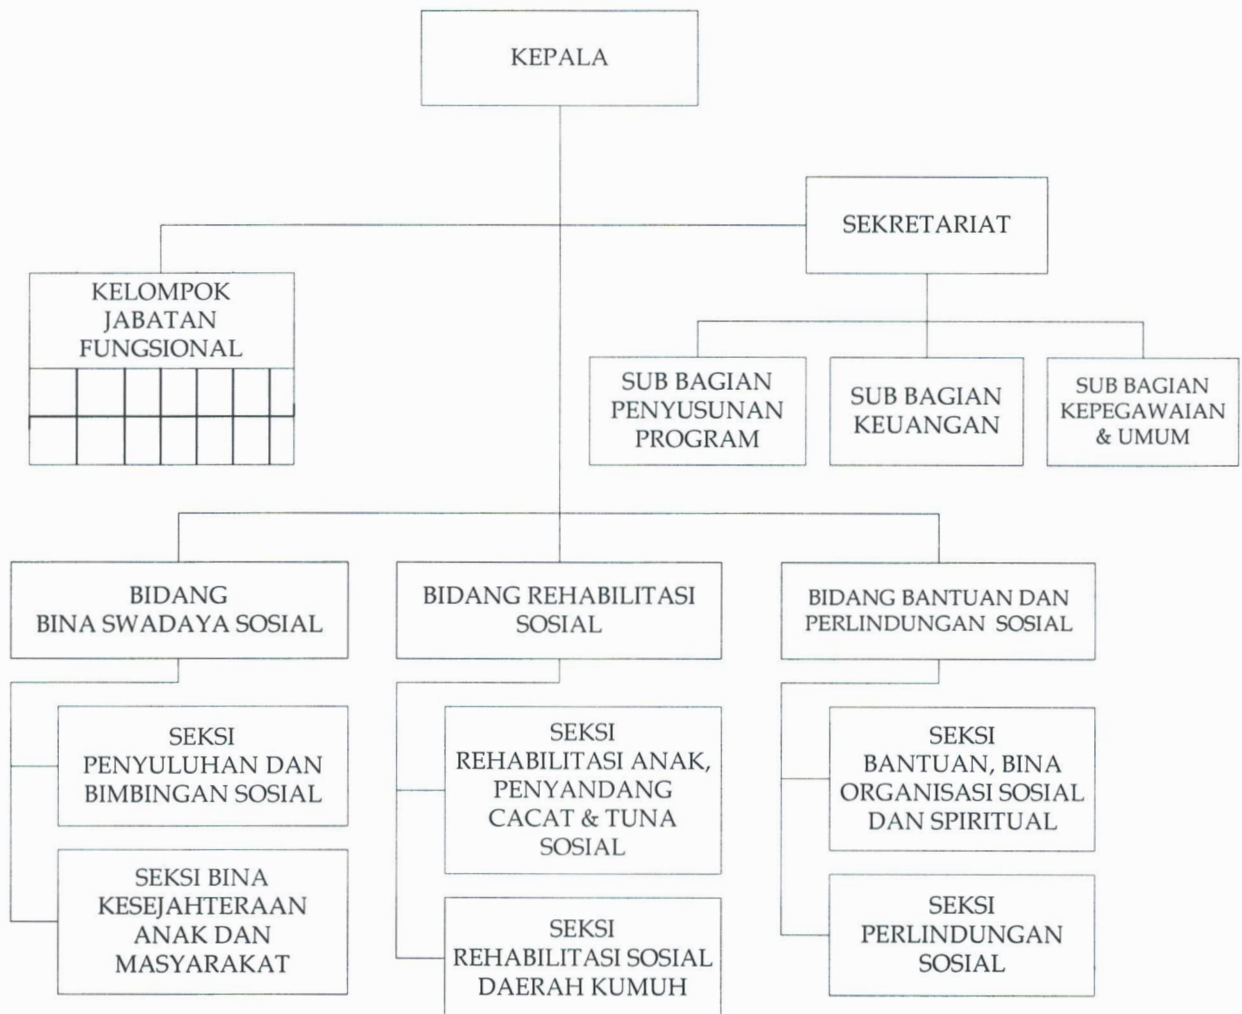 KEPALA
SEKRETARIAT
KELOMPOK
JABATAN
FUNGSIONAL
SUB BAGIAN
PENYUSUNAN
PROGRAM
SUB BAGIAN
KEUANGAN
SUB BAGIAN
KEPEGAWAIAN
& UMUM
BIDANG
BINA SWADAYA SOSIAL
BIDANG REHABILITASI
SOSIAL
BIDANG BANTUAN DAN
PERLINDUNGAN SOSIAL
SEKSI
PENYULUHAN DAN
BIMBINGAN SOSIAL
SEKSI BINA
KESEJAHTERAAN
ANAK DAN
MASYARAKAT
SEKSI
REHABILITASI ANAK,
PENYANDANG
CACAT & TUNA
SOSIAL
SEKSI
REHABILITASI SOSIAL
DAERAH KUMUH
SEKSI
BANTUAN, BINA
ORGANISASI SOSIAL
DAN SPIRITUAL
SEKSI
PERLINDUNGAN
SOSIAL